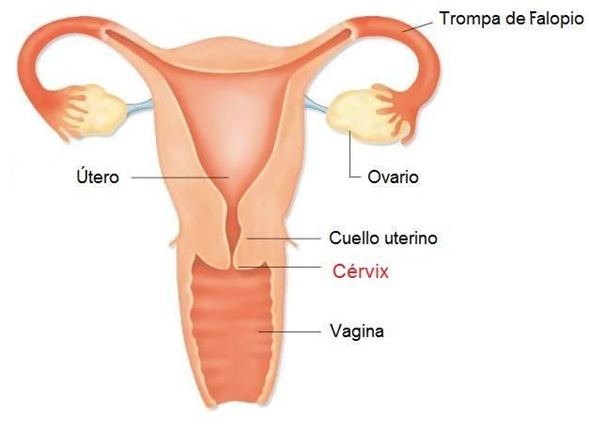 Trompa de Falopio
Útero
Ovario
Cuello uterino
Cérvix
Vagina